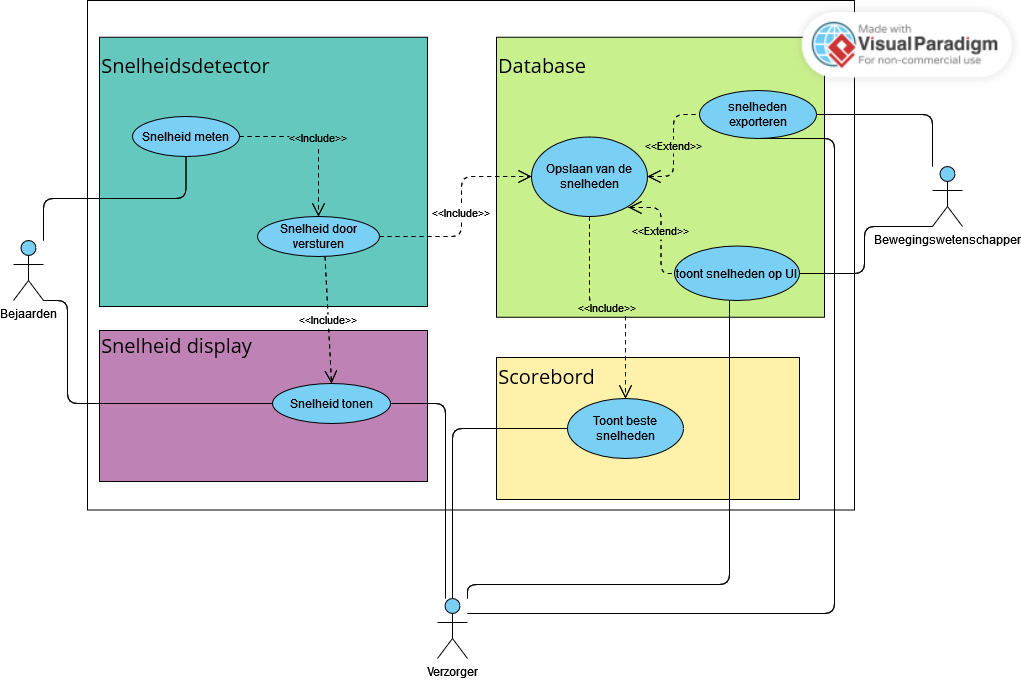 Made with
Visual Paradigm
For non-commercial use
Snelheidsdetector
Database
Snelheid meten
<<Include>>
snelheden
exporteren
<<Extend>>
Opslaan van de
snelheden
<<Include>>
Snelheid door
versturen
<<Extend>>
Bewegingswetenschapper
toont snelheden op UI
Bejaarden
<<Include>>
<<Include>>
Snelheid display
Scorebord
Snelheid tonen
Toont beste
snelheden
Verzorger